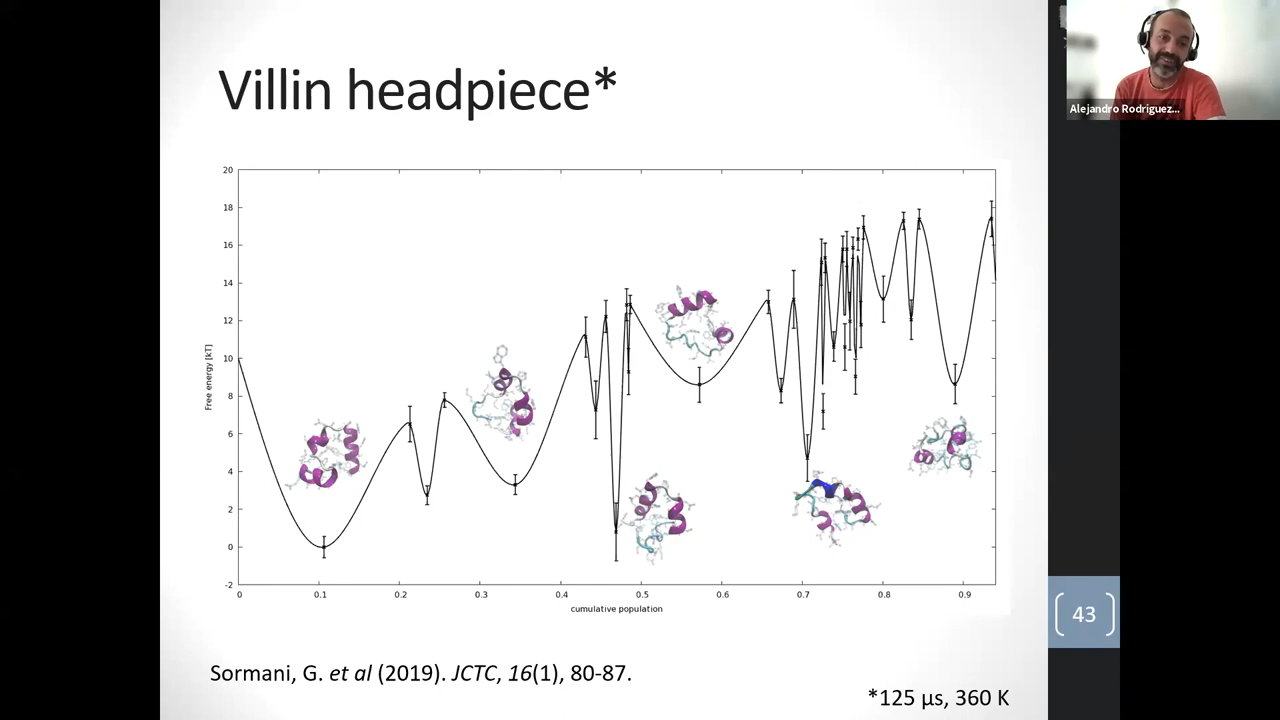 Villin headpiece*
Alejandro Rodriguez...
20
18
16
14
12
10
8
6
4
2
0
-2
Free energy [kT]
0 0.1 0.2 0.3 0.4 0.5 0.6 0.7 0.8 0.9
cumulative population
43
Sormani, G. et al (2019). JCTC, 16(1), 80-87.
*125 µs, 360 K